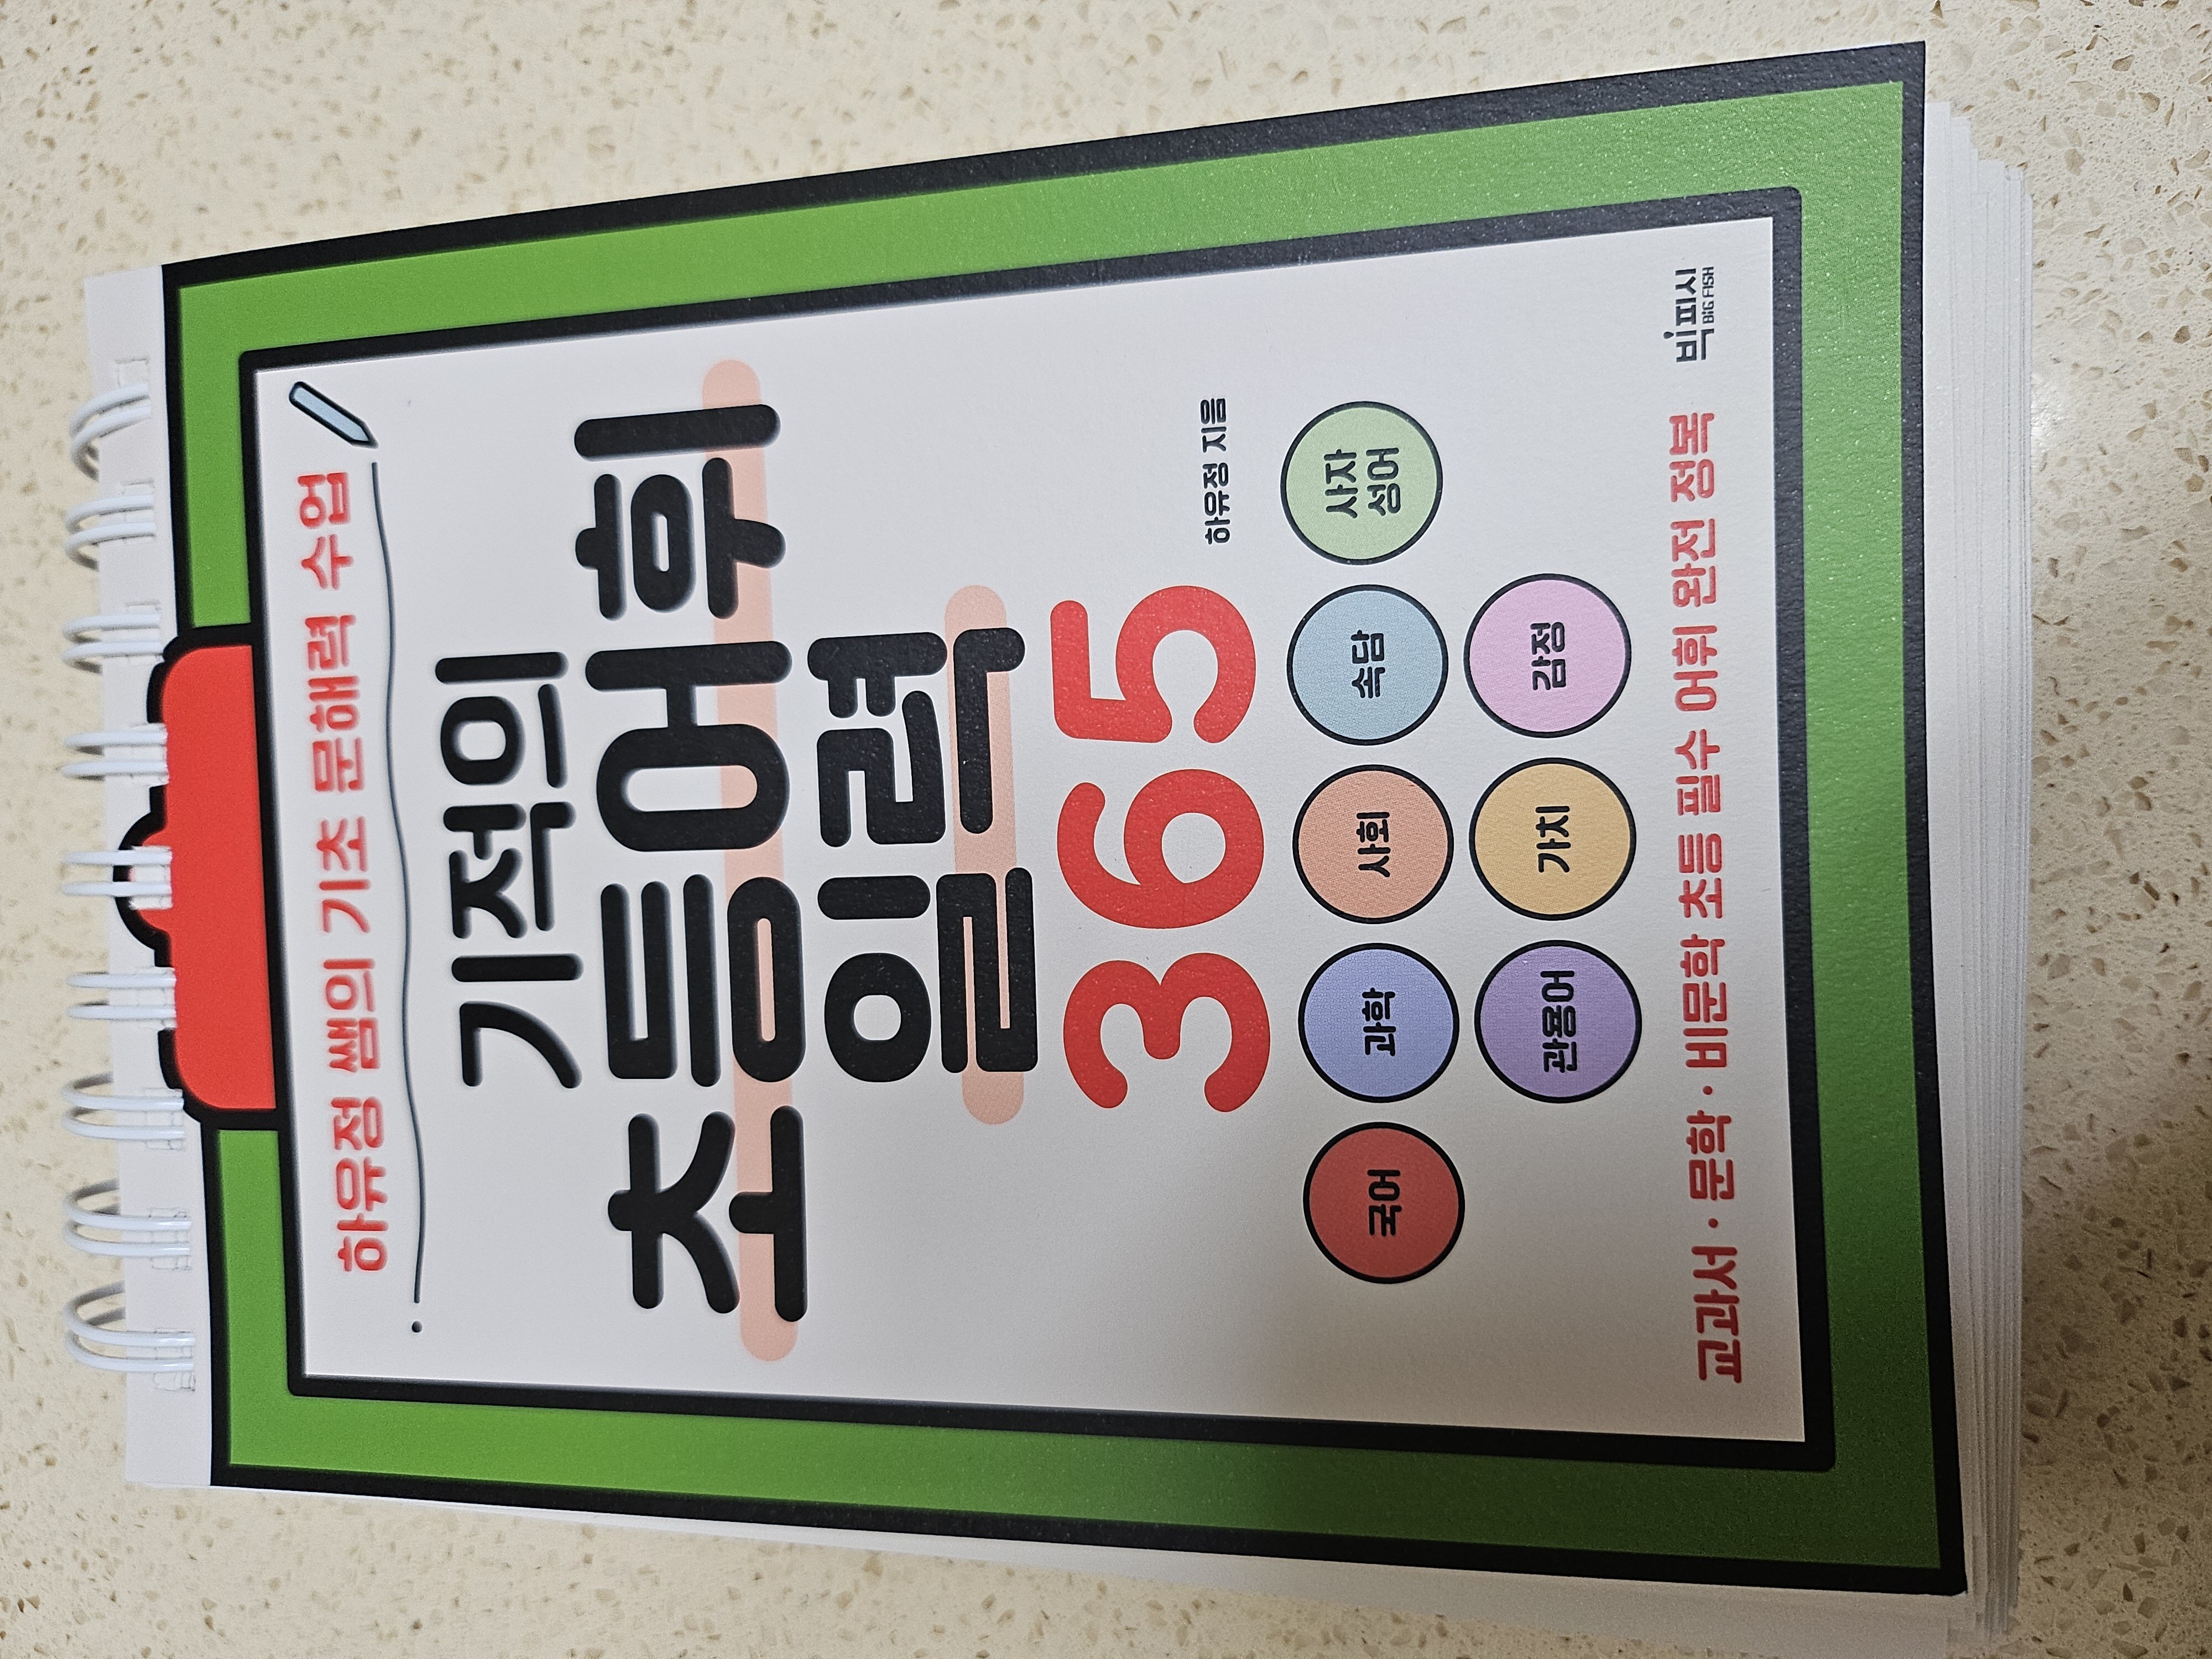 하유정 쌤의 기초 문해력 수업
기적의
초등어휘
일력
365
하유정 지음
국어 과학 사회 속담 사자성어
관용어 가치 감정
교과서 · 문학 · 비문학 초등 필수 어휘 완전 정복
빅피시
BIG FISH